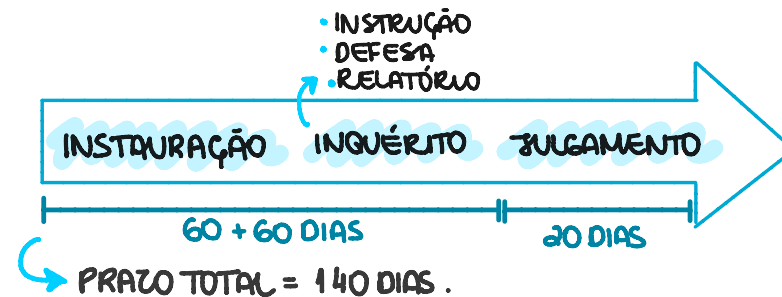 • INSTRUÇÃO
• DEFESA
• RELATÓRIO
INSTAURAÇÃO INQUÉRITO JULGAMENTO
60 + 60 DIAS 20 DIAS
PRAZO TOTAL = 140 DIAS.